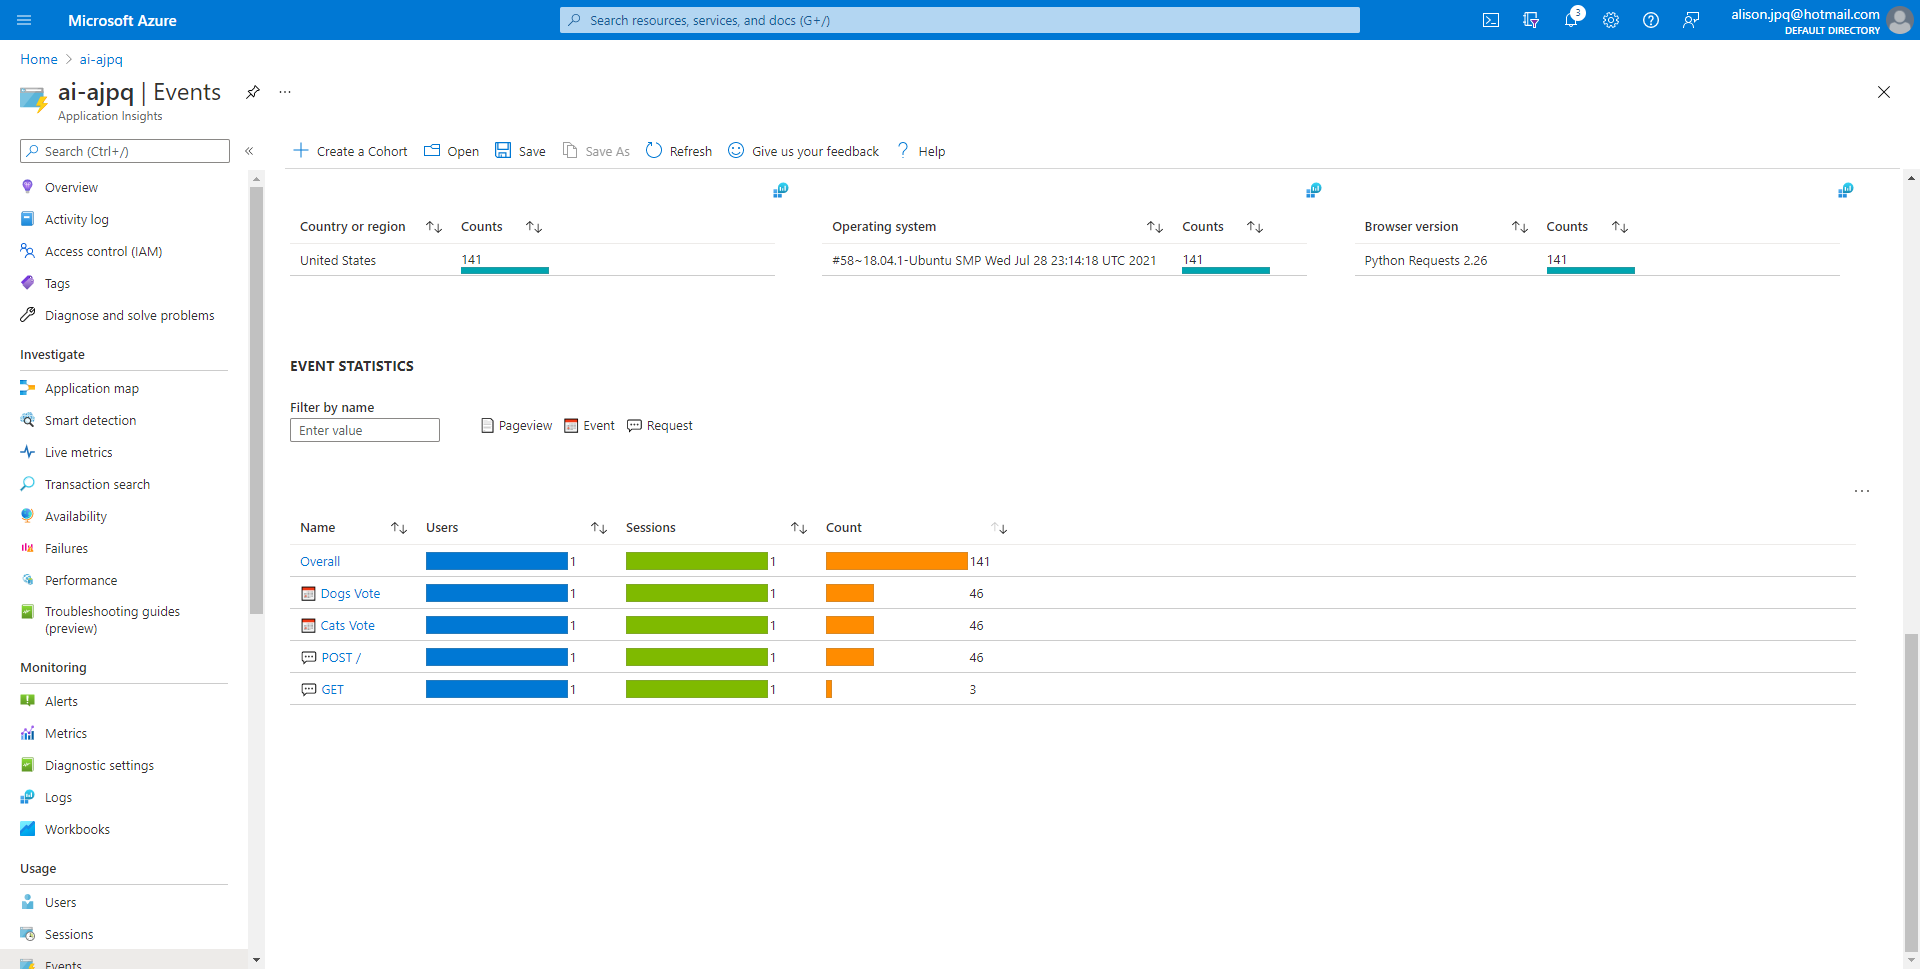 Microsoft Azure
Search resources, services, and docs (G+/)
3
alison.jpq@hotmail.com
DEFAULT DIRECTORY
Home > ai-ajpq
ai-ajpq | Events
...
Application Insights
Search (Ctrl+/)
«
Overview
Activity log
Access control (IAM)
Tags
Diagnose and solve problems
Investigate
Application map
Smart detection
Live metrics
Transaction search
Availability
Failures
Performance
Troubleshooting guides
(preview)
Monitoring
Alerts
Metrics
Diagnostic settings
Logs
Workbooks
Usage
Users
Sessions
Events
Create a Cohort Open Save Save As Refresh Give us your feedback ? Help
Country or region Counts
United States 141
Operating system Counts
#58~18.04.1-Ubuntu SMP Wed Jul 28 23:14:18 UTC 2021 141
Browser version Counts
Python Requests 2.26 141
EVENT STATISTICS
Filter by name
Enter value
Pageview Event Request
...
Name Users Sessions Count
Overall 1 1 141
Dogs Vote 1 1 46
Cats Vote 1 1 46
POST / 1 1 46
GET 1 1 3